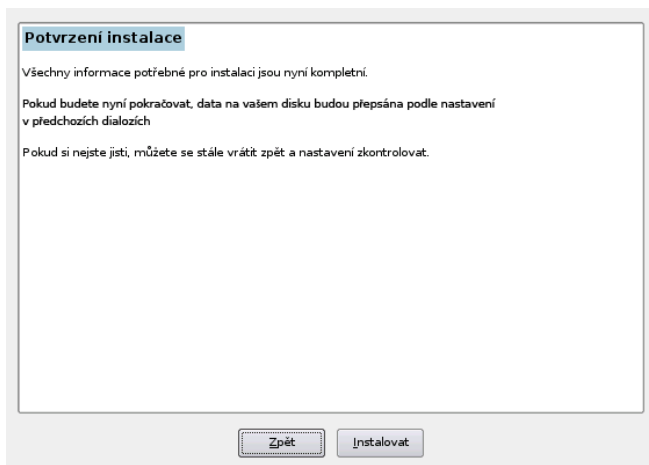 Potvrzení instalace
Všechny informace potřebné pro instalaci jsou nyní kompletní.
Pokud budete nyní pokračovat, data na vašem disku budou přepsána podle nastavení
v předchozích dialozích
Pokud si nejste jisti, můžete se stále vrátit zpět a nastavení zkontrolovat.
Zpět
Instalovat